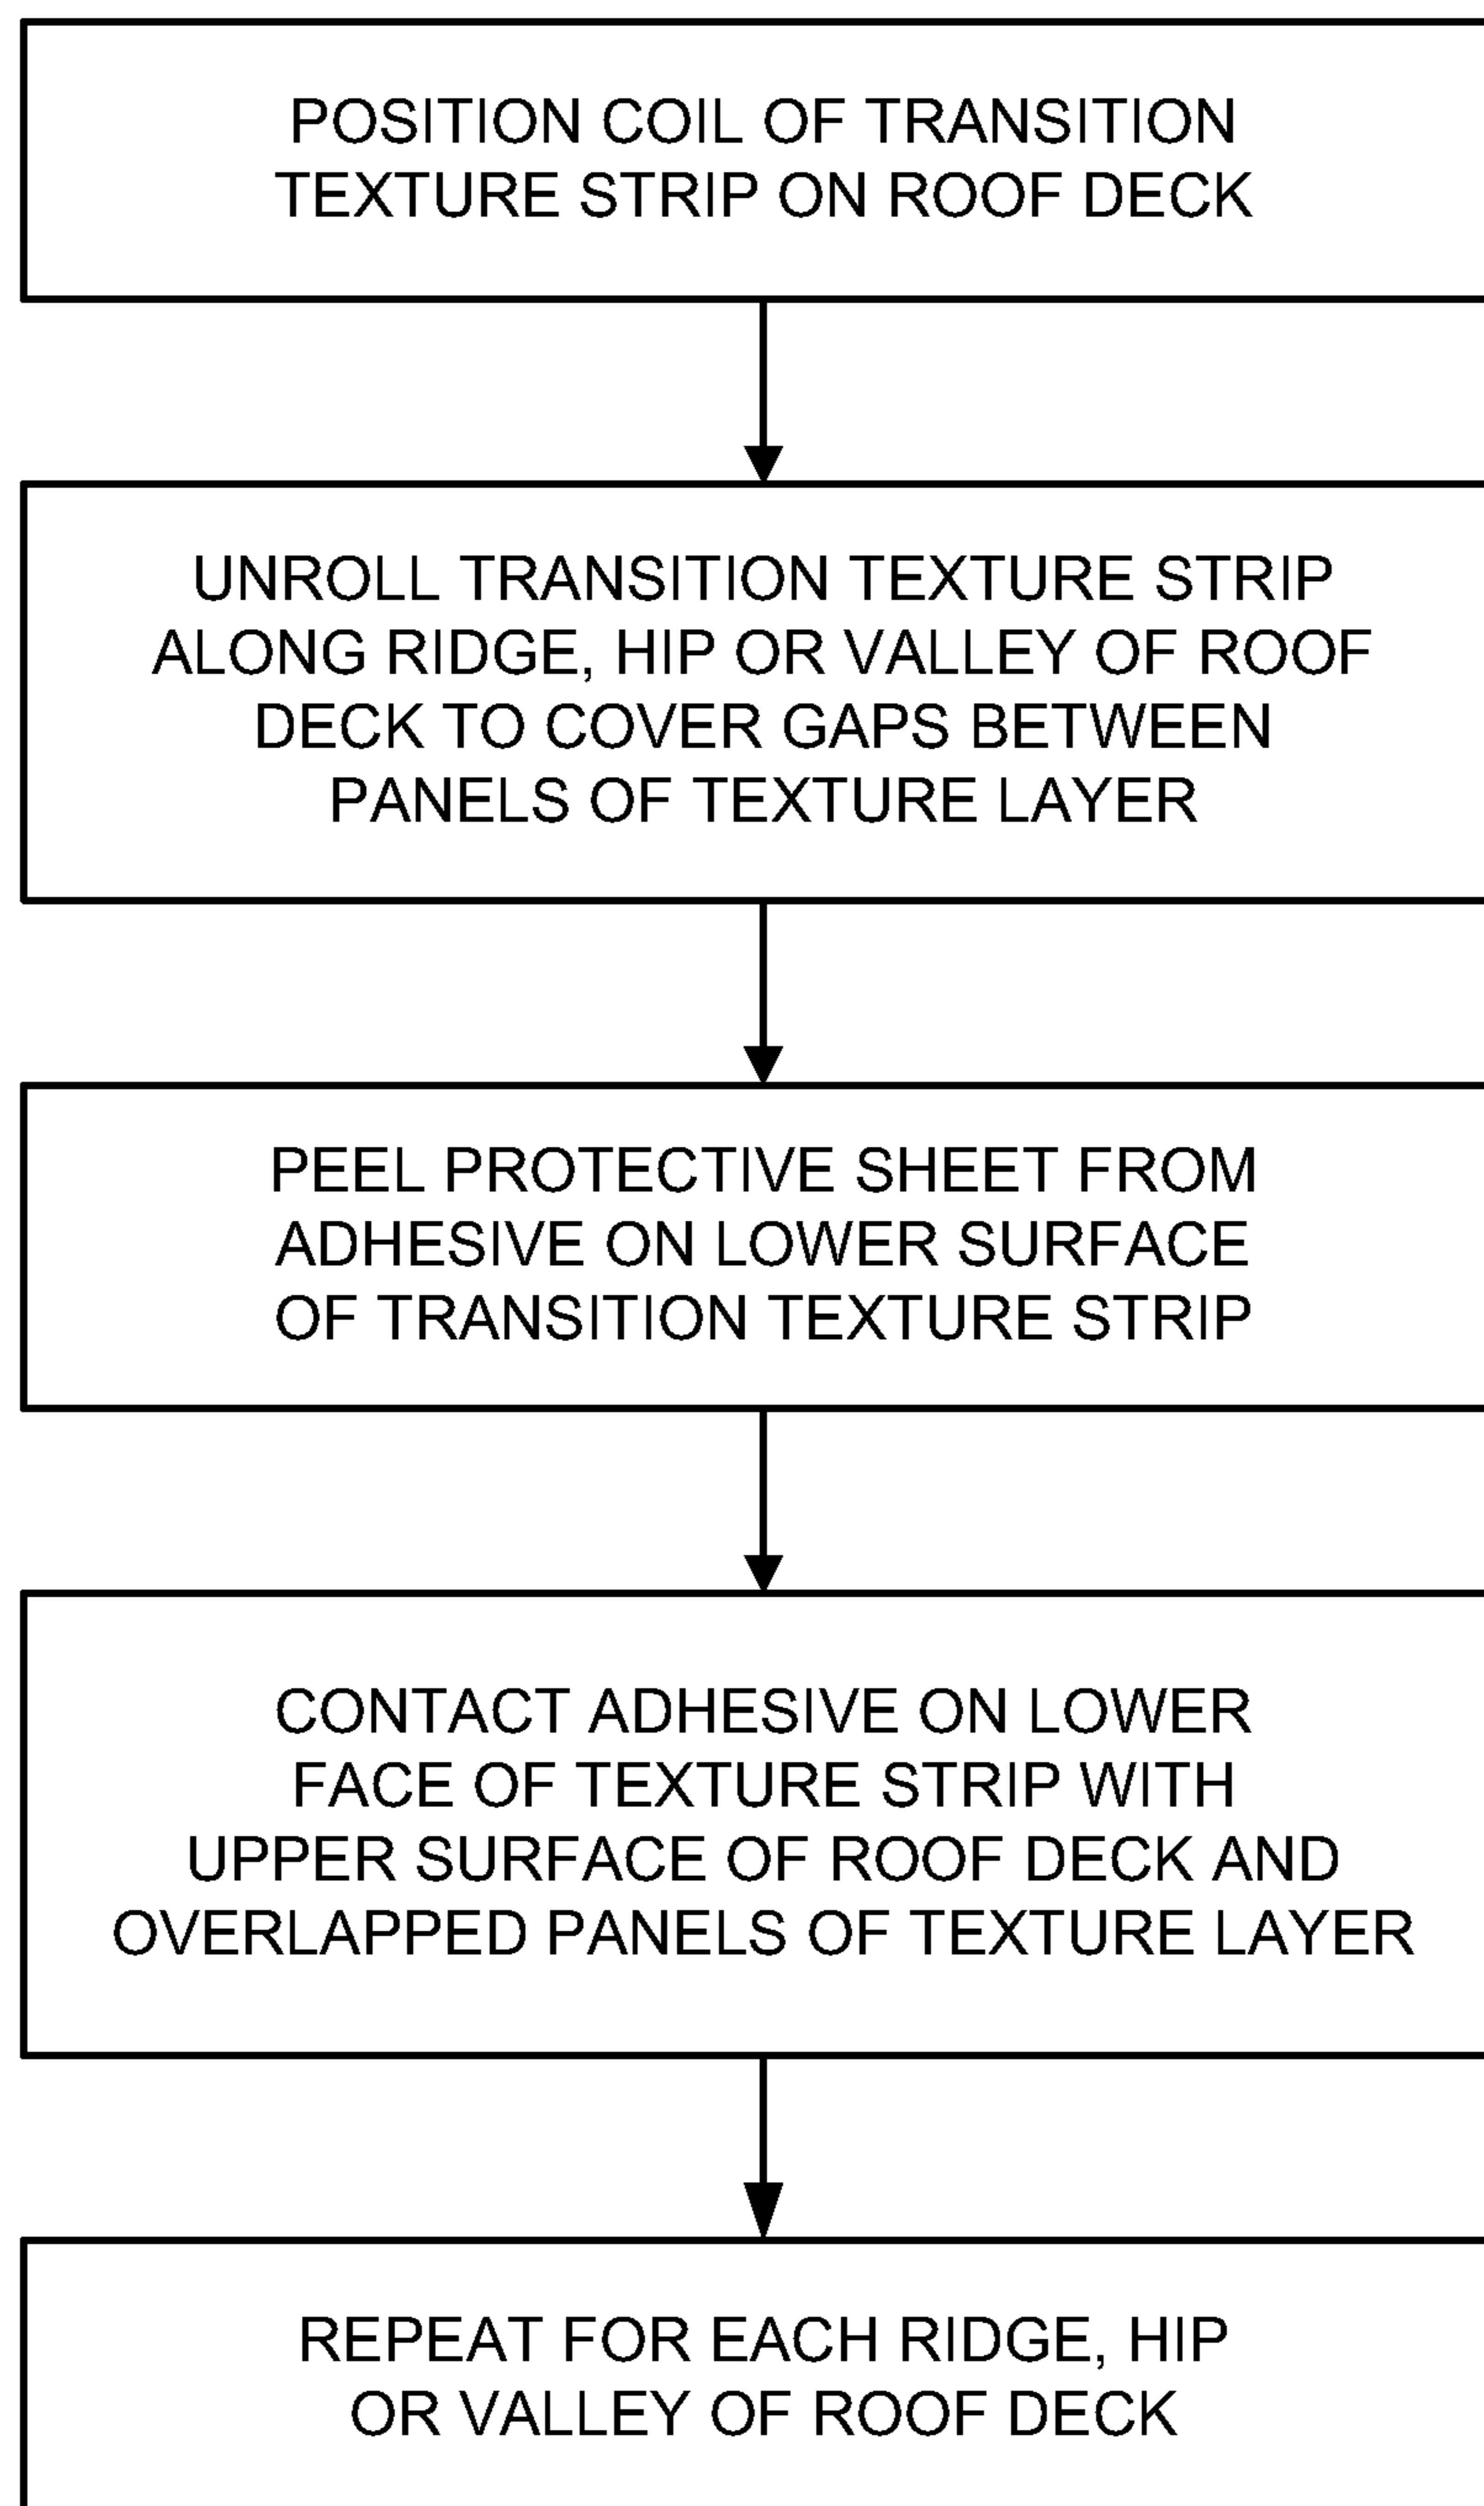 POSITION COIL OF TRANSITION
TEXTURE STRIP ON ROOF DECK
UNROLL TRANSITION TEXTURE STRIP
ALONG RIDGE, HIP OR VALLEY OF ROOF
DECK TO COVER GAPS BETWEEN
PANELS OF TEXTURE LAYER
PEEL PROTECTIVE SHEET FROM
ADHESIVE ON LOWER SURFACE
OF TRANSITION TEXTURE STRIP
CONTACT ADHESIVE ON LOWER
FACE OF TEXTURE STRIP WITH
UPPER SURFACE OF ROOF DECK AND
OVERLAPPED PANELS OF TEXTURE LAYER
REPEAT FOR EACH RIDGE, HIP
OR VALLEY OF ROOF DECK